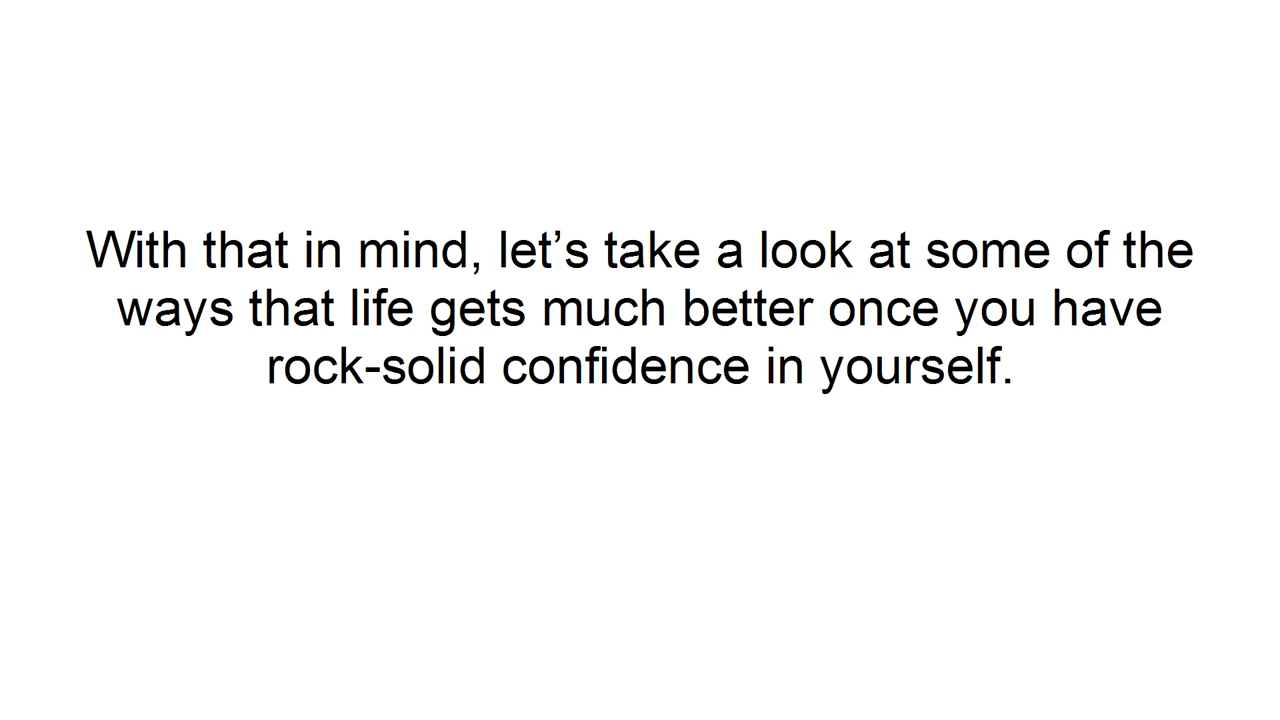 With that in mind, let’s take a look at some of the
ways that life gets much better once you have
rock-solid confidence in yourself.